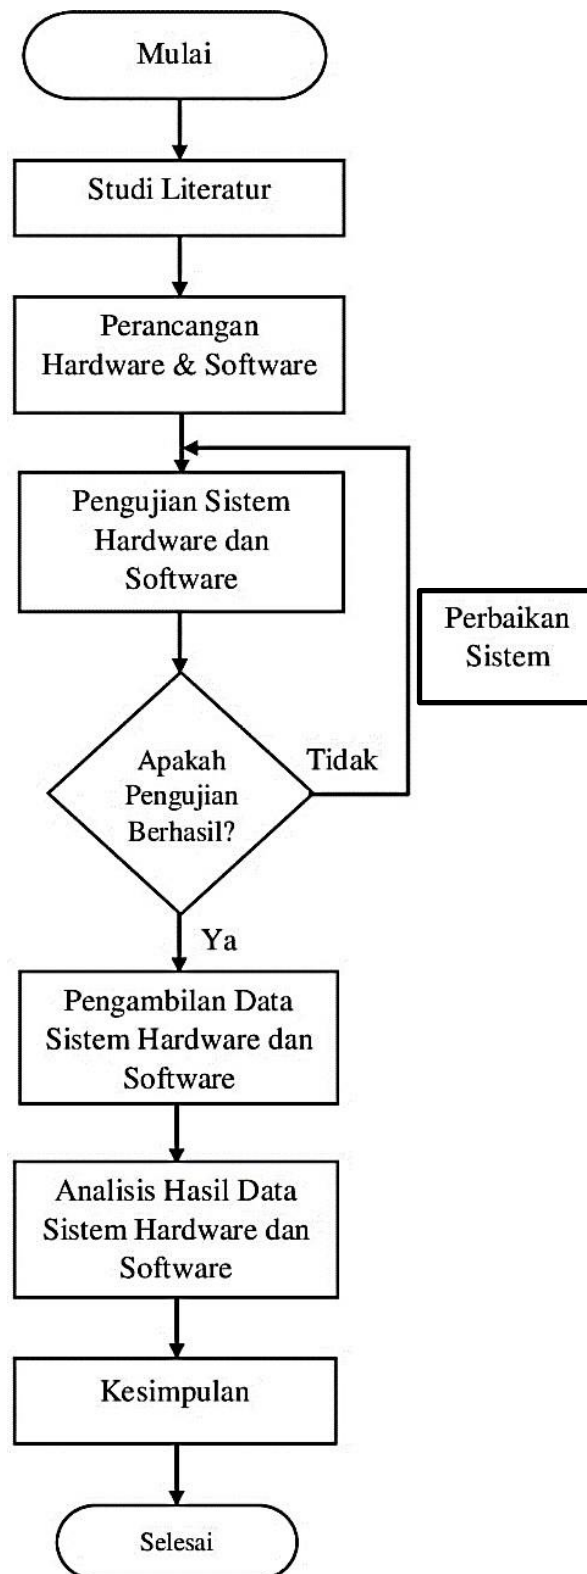 Mulai
Studi Literatur
Perancangan
Hardware & Software
Pengujian Sistem
Hardware dan
Software
Perbaikan
Sistem
Apakah
Pengujian
Berhasil?
Tidak
Ya
Pengambilan Data
Sistem Hardware dan
Software
Analisis Hasil Data
Sistem Hardware dan
Software
Kesimpulan
Selesai